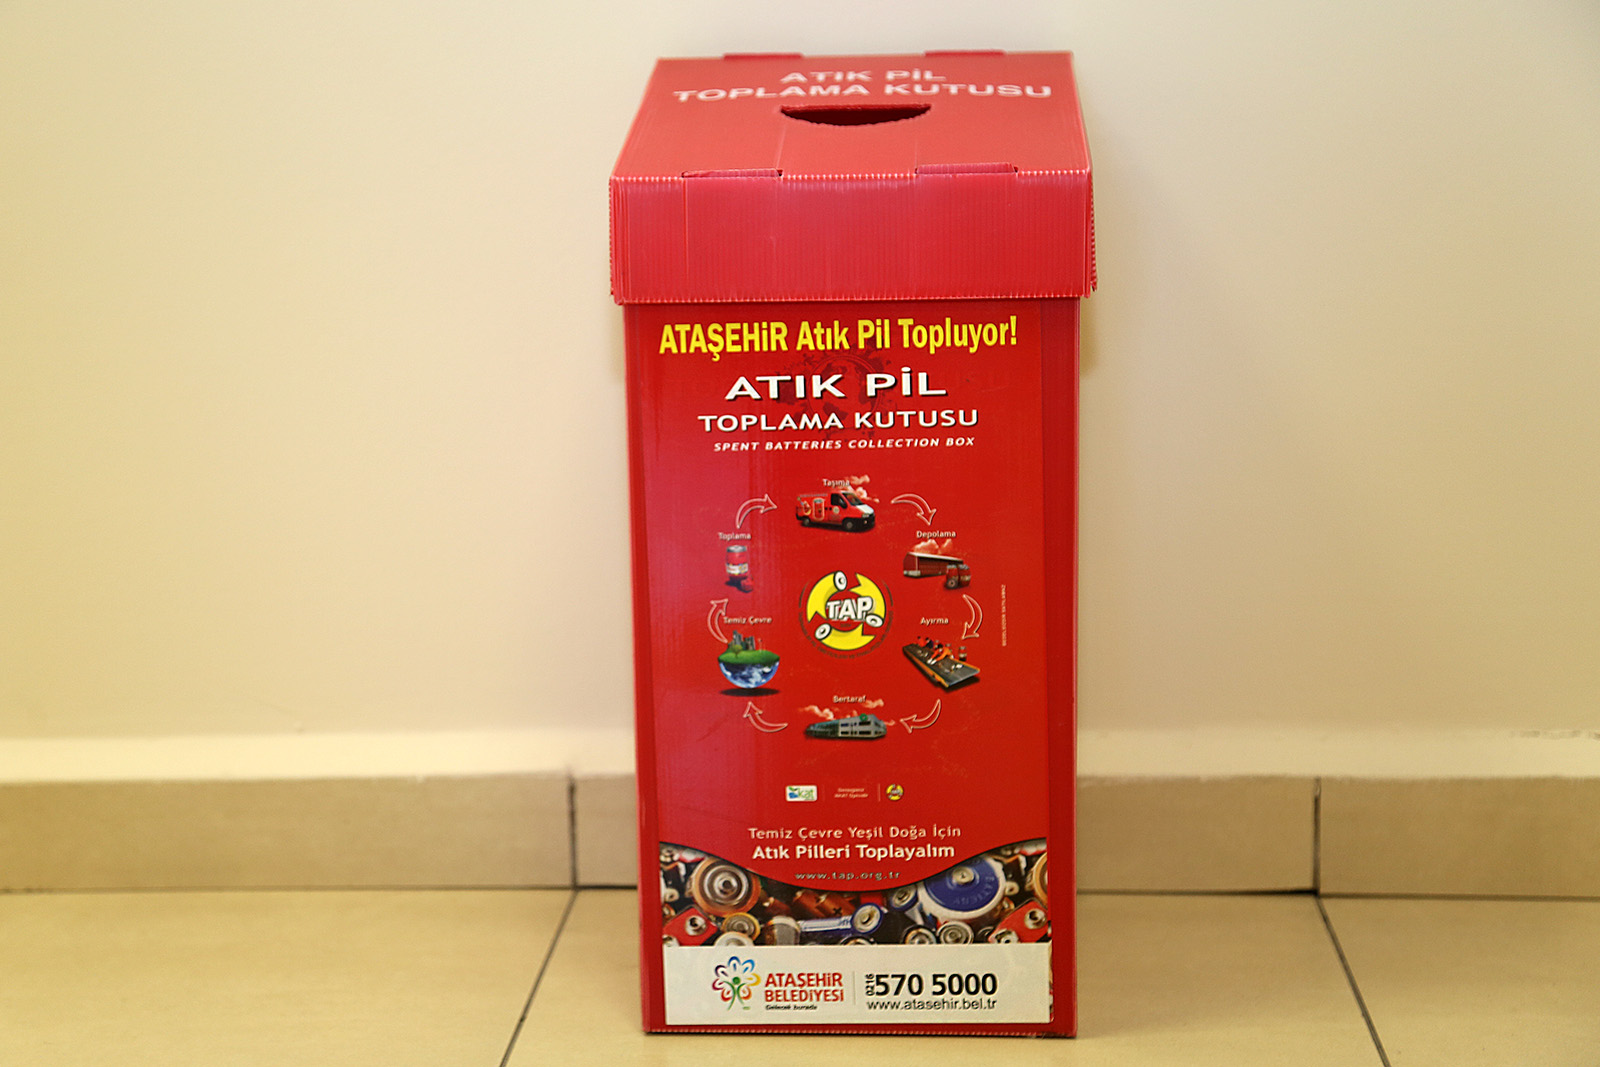 ATIK PİL
TOPLAMA KUTUSU
ATAŞEHİR Atık Pil Topluyor!
ATIK PİL
TOPLAMA KUTUSU
SPENT BATTERIES COLLECTION BOX
Taşıma
Toplama
Depolama
TAP
Temiz Çevre
Ayırma
Bertaraf
Temiz Çevre Yeşil Doğa İçin
Atık Pilleri Toplayalım
www.tap.org.tr
ATAŞEHİR
BELEDİYESİ
0216
570 5000
www.atasehir.bel.tr